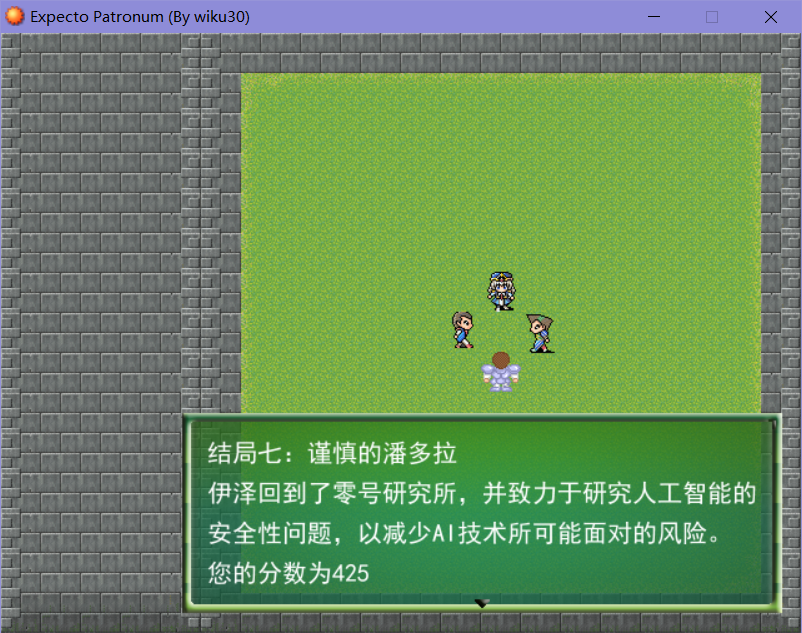 Expecto Patronum (By wiku30)
结局七：谨慎的潘多拉
伊泽回到了零号研究所，并致力于研究人工智能的
安全性问题，以减少AI技术所可能面对的风险。
您的分数为425